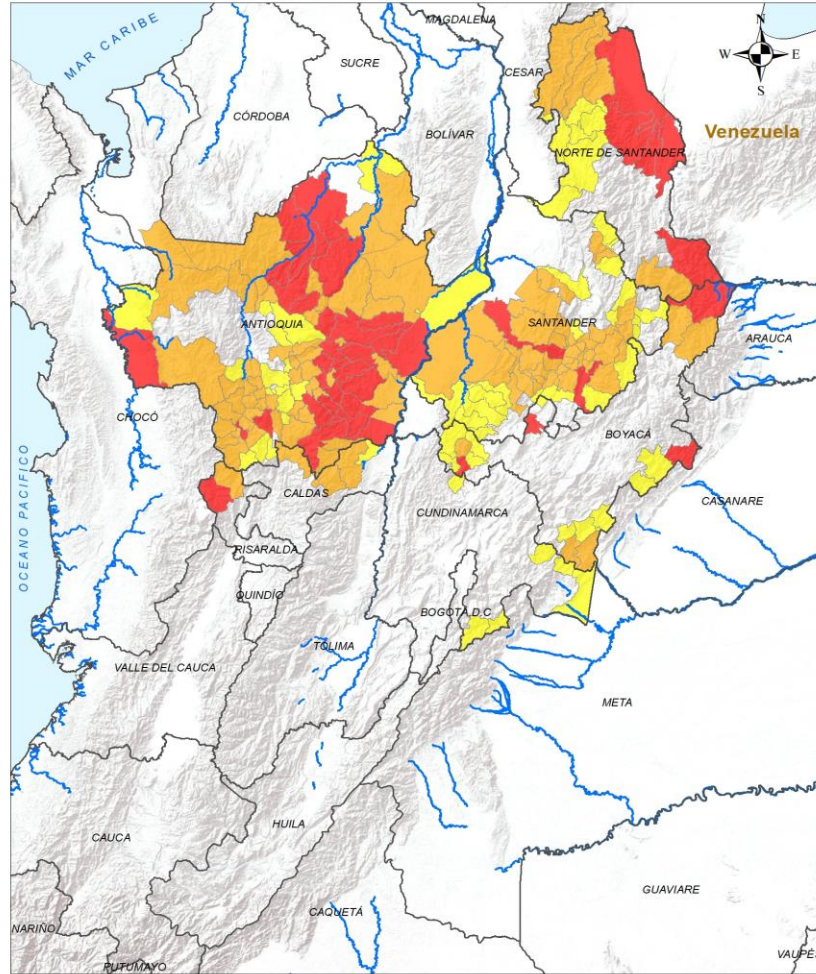 MAGDALENA
MAR CARIBE
N
W E
S
SUCRE
CESAR
CÓRDOBA
BOLÍVAR
Venezuela
NORTE DE SANTANDER
ANTIOQUIA
SANTANDER
ARAUCA
CHOCÓ
BOYACÁ
OCEANO PACIFICO
CALDAS
CUNDINAMARCA
CASANARE
RISARALDA
QUINDÍO
BOGOTÁ D.C.
TOLIMA
VALLE DEL CAUCA
META
HUILA
CAUCA
GUAVIARE
CAQUETÁ
NARIÑO
VAUPÉS
PUTUMAYO